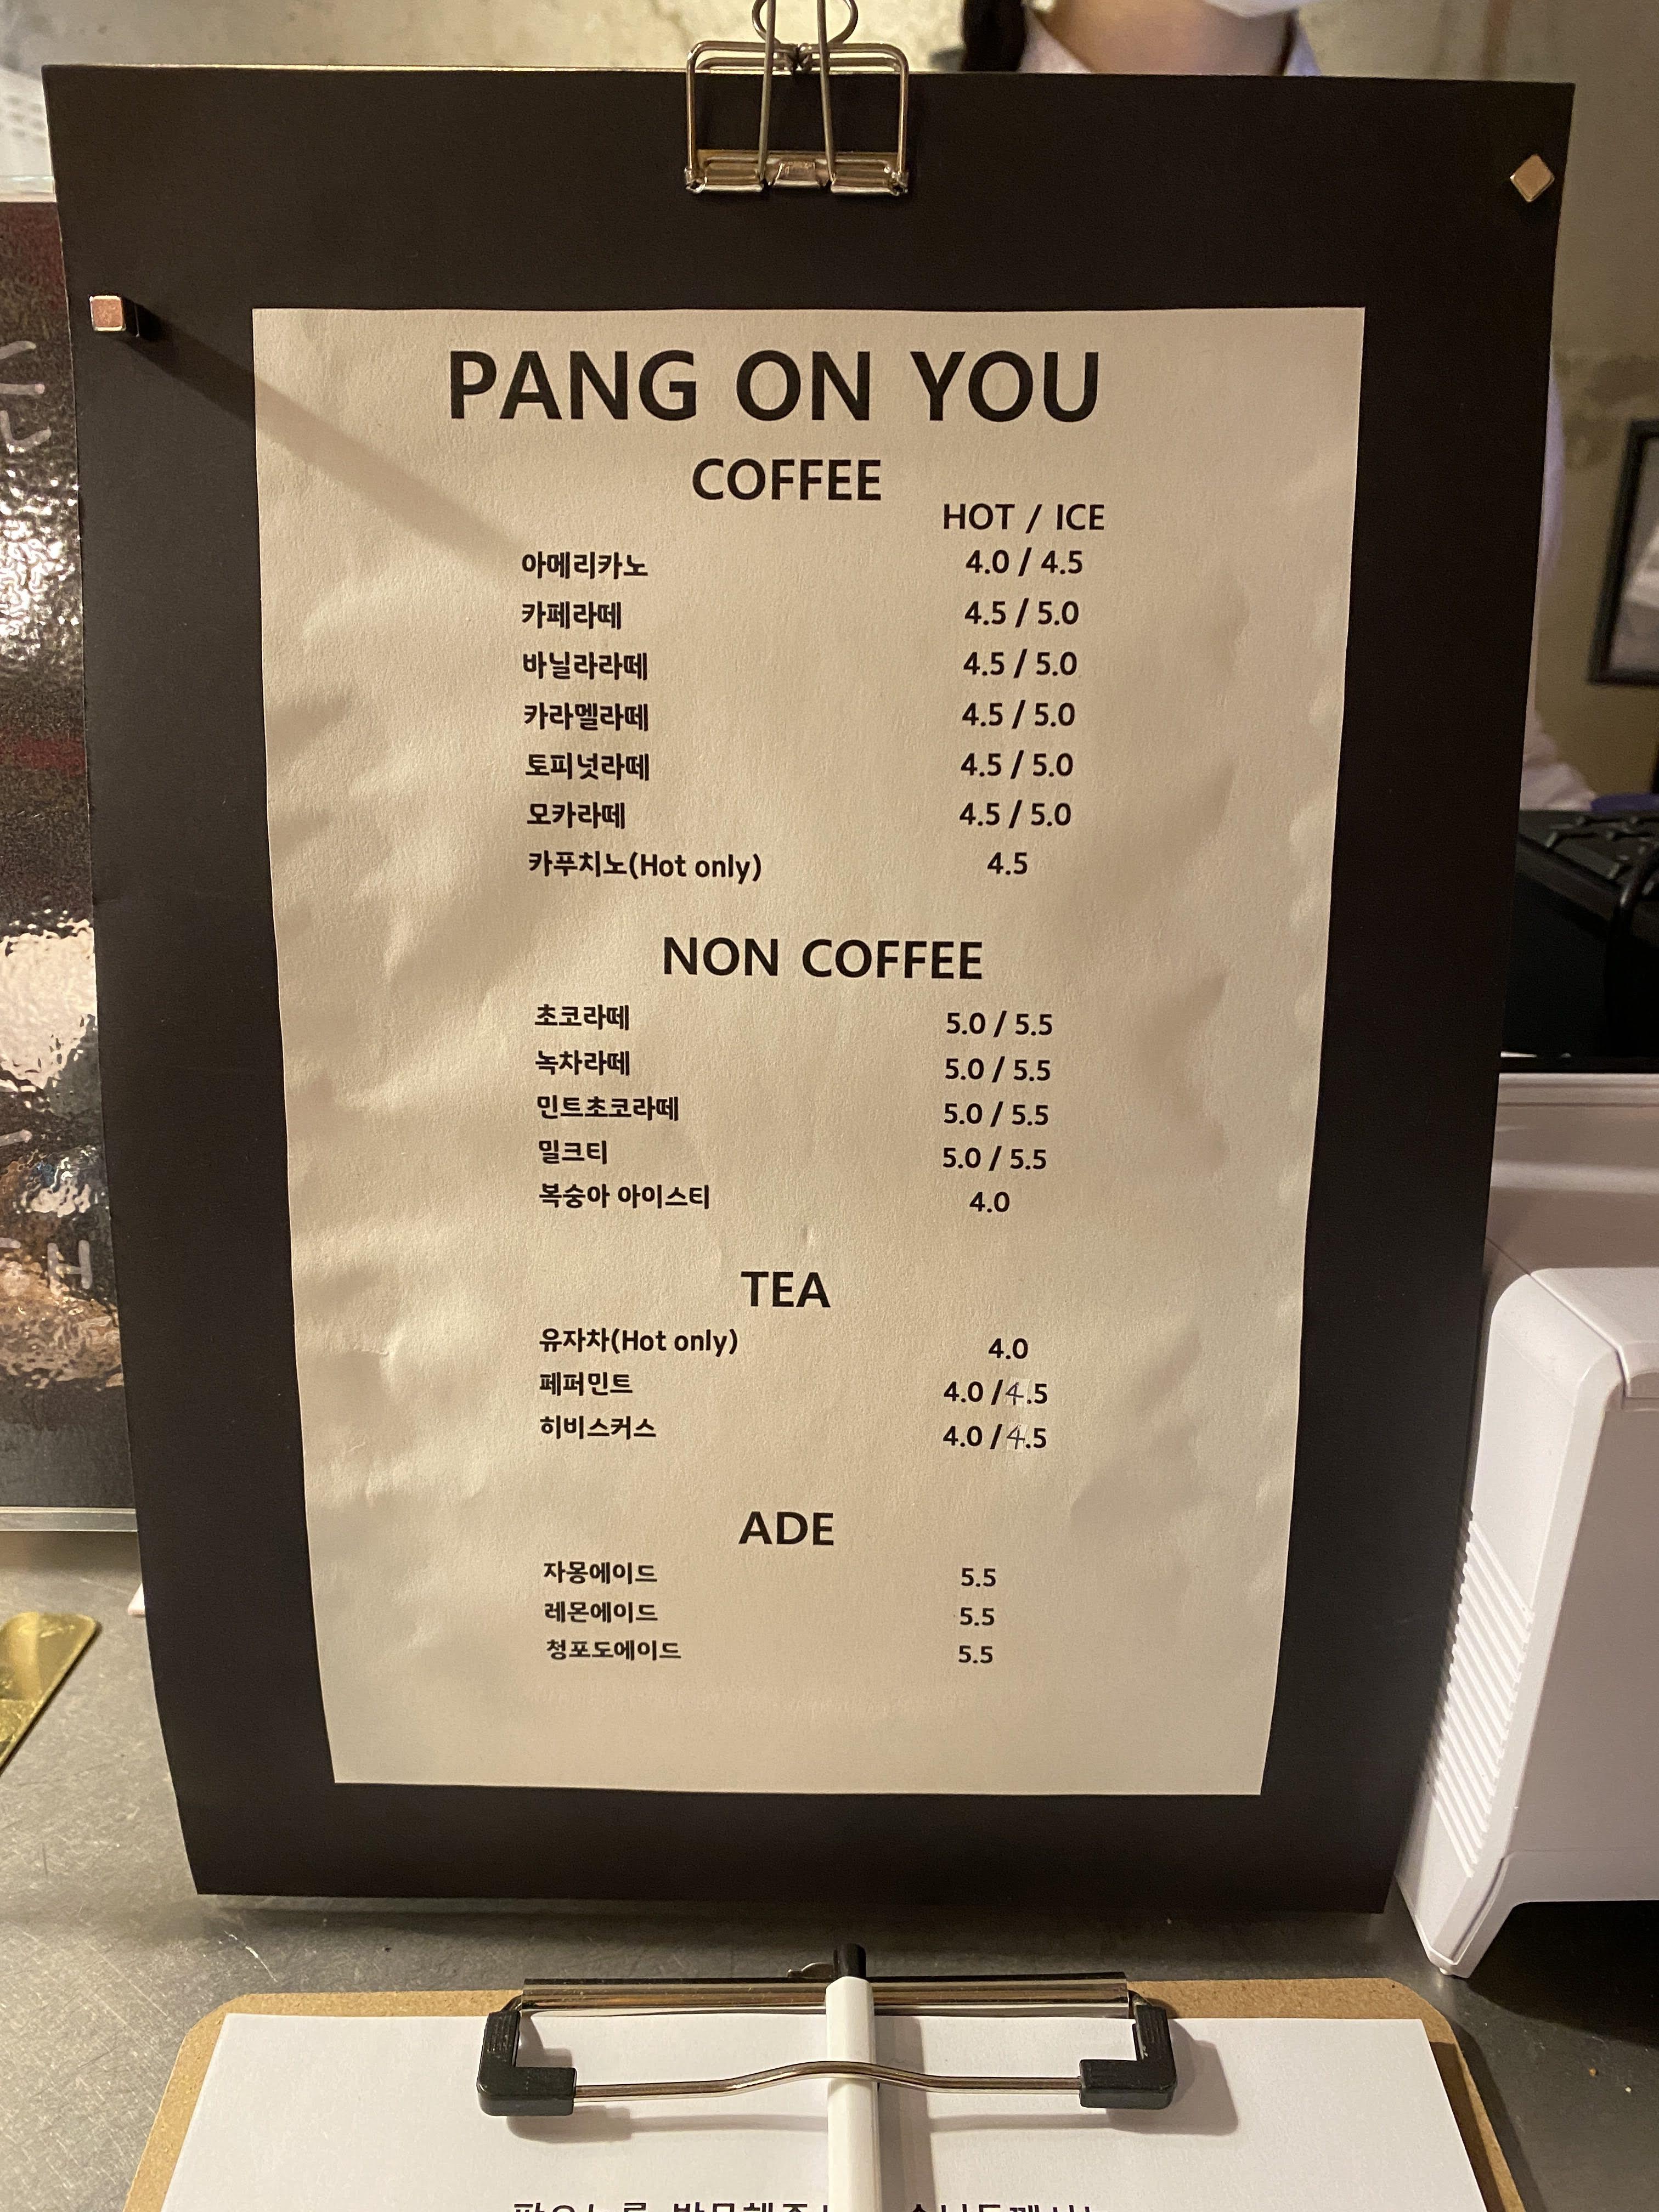 PANG ON YOU
COFFEE
HOT / ICE
아메리카노 4.0 / 4.5
카페라떼 4.5 / 5.0
바닐라라떼 4.5 / 5.0
카라멜라떼 4.5 / 5.0
토피넛라떼 4.5 / 5.0
모카라떼 4.5 / 5.0
카푸치노(Hot only) 4.5
NON COFFEE
초코라떼 5.0 / 5.5
녹차라떼 5.0 / 5.5
민트초코라떼 5.0 / 5.5
밀크티 5.0 / 5.5
복숭아 아이스티 4.0
TEA
유자차(Hot only) 4.0
페퍼민트 4.0 / 4.5
히비스커스 4.0 / 4.5
ADE
자몽에이드 5.5
레몬에이드 5.5
청포도에이드 5.5